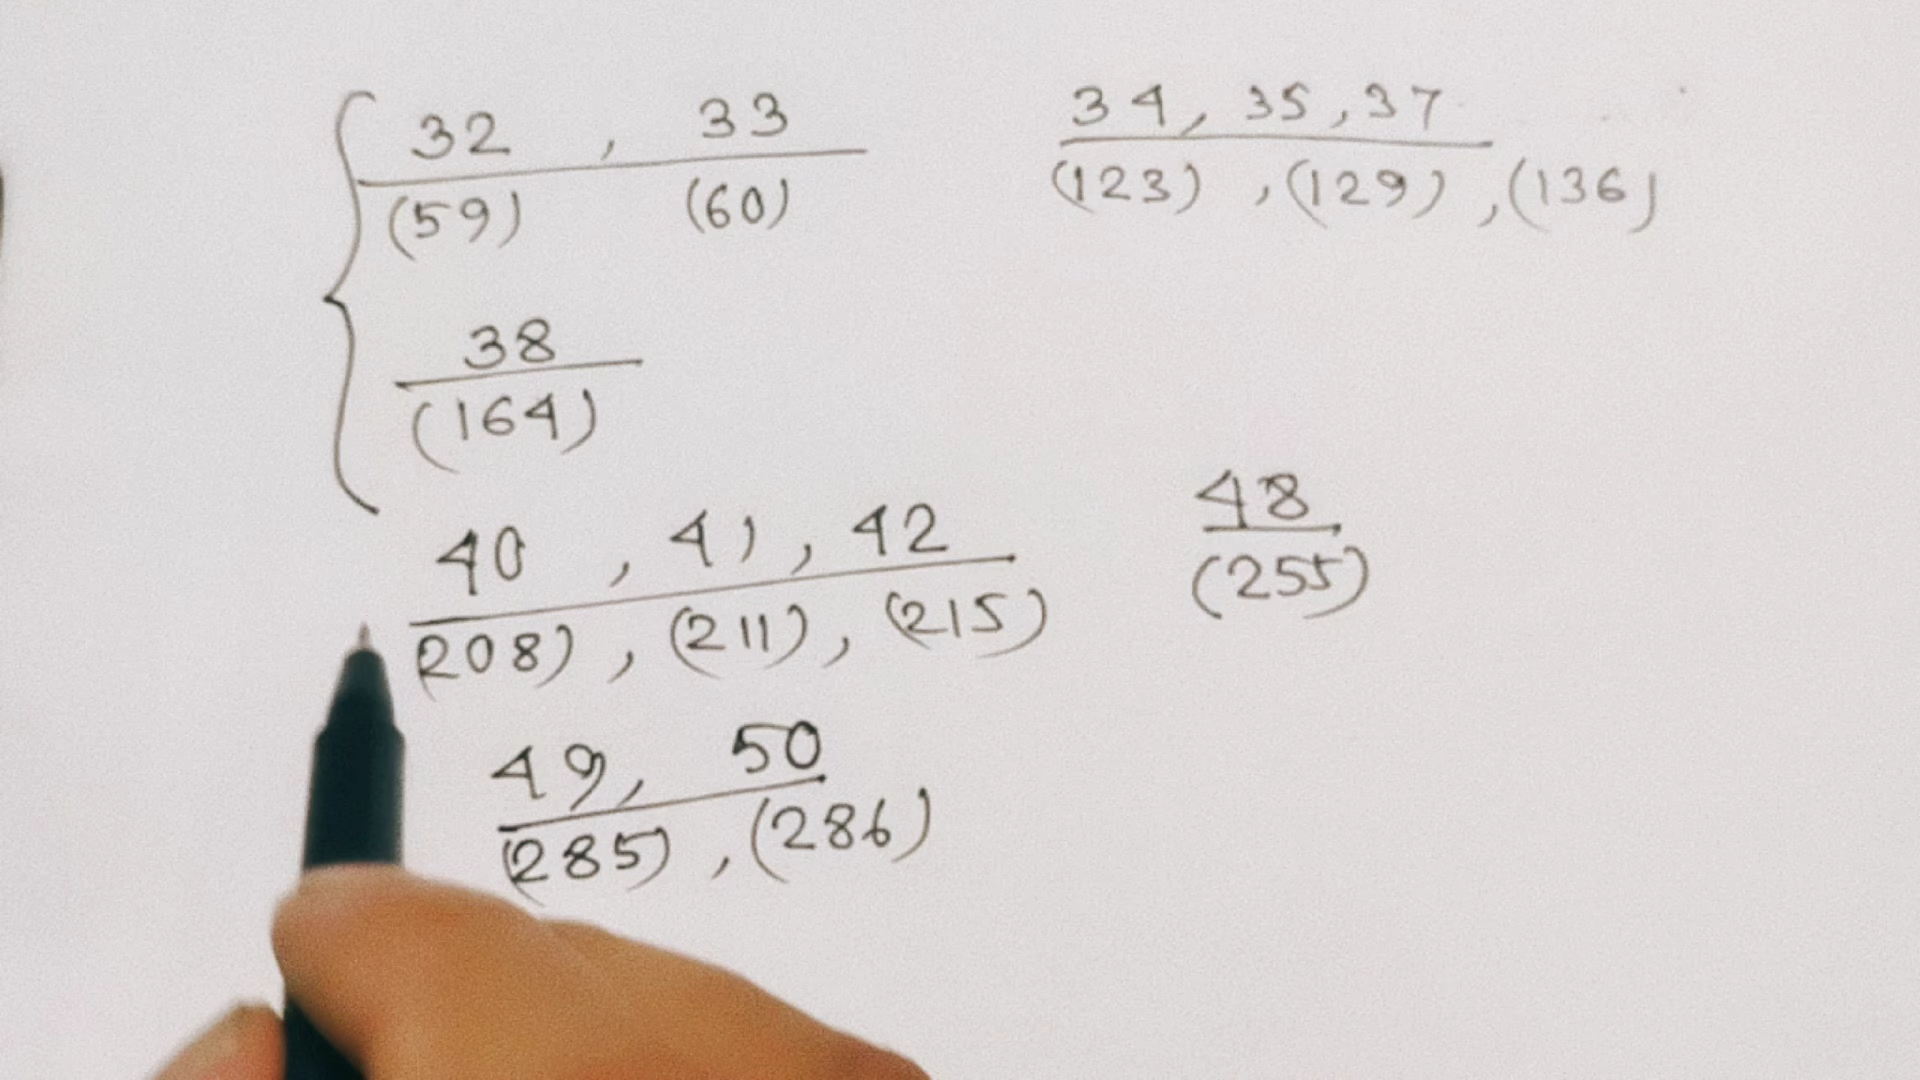 32 , 33
(59) (60)
34, 35, 37
(123) , (129) , (136)
38
(164)
40 , 41 , 42
(208) , (211) , (215)
48
(255)
49, 50
(285) , (286)